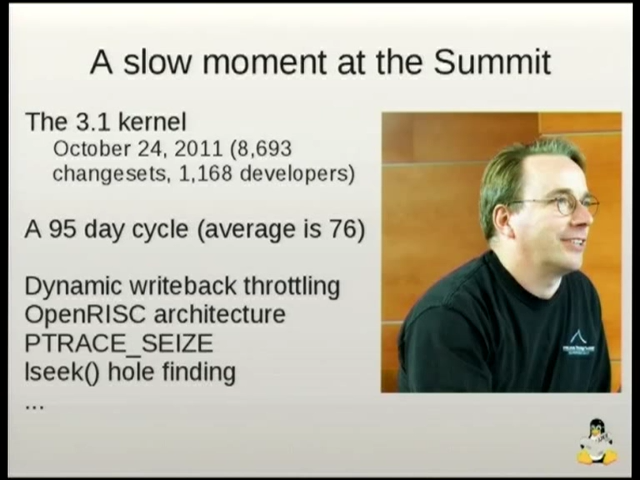 A slow moment at the Summit
The 3.1 kernel
October 24, 2011 (8,693
changesets, 1,168 developers)
A 95 day cycle (average is 76)
Dynamic writeback throttling
OpenRISC architecture
PTRACE_SEIZE
lseek() hole finding
...